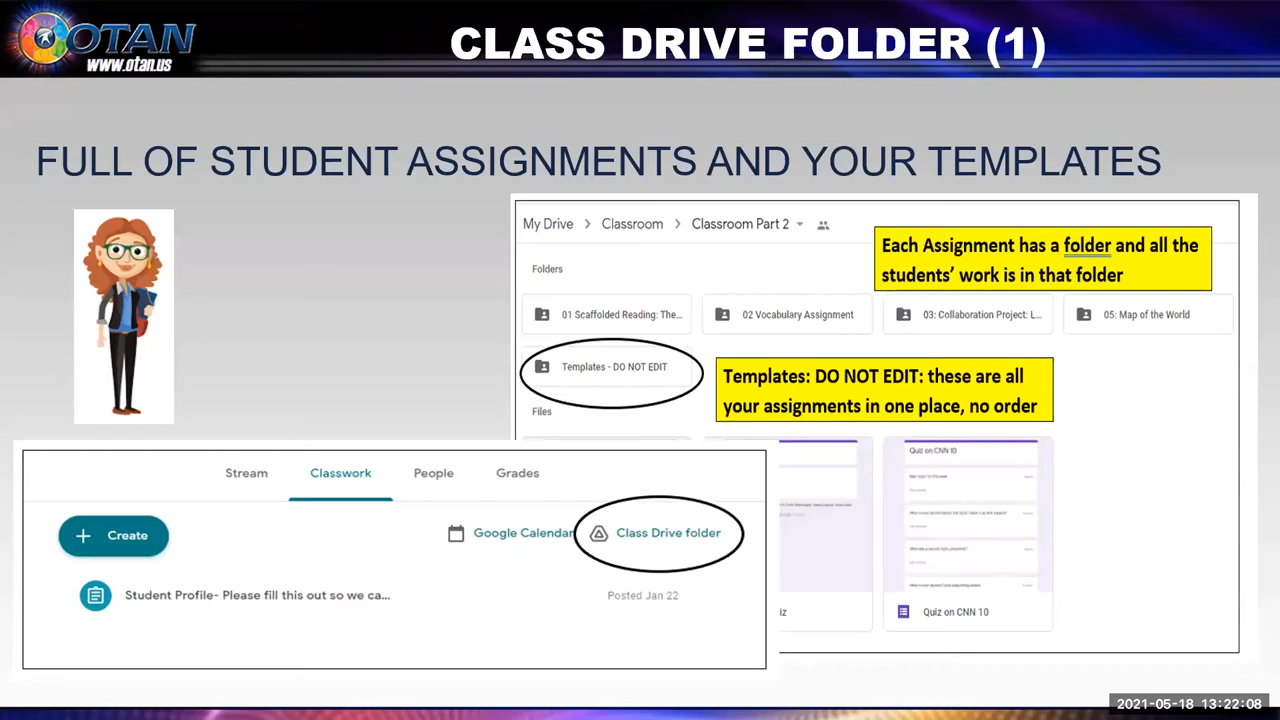 OTAN
www.otan.us
CLASS DRIVE FOLDER (1)
FULL OF STUDENT ASSIGNMENTS AND YOUR TEMPLATES
My Drive > Classroom > Classroom Part 2
Each Assignment has a folder and all the
students’ work is in that folder
Folders
01 Scaffolded Reading: The...
02 Vocabulary Assignment
03: Collaboration Project: L...
05: Map of the World
Templates - DO NOT EDIT
Templates: DO NOT EDIT: these are all
your assignments in one place, no order
Files
Quiz on CNN 10
iz
Quiz on CNN 10
Stream
Classwork
People
Grades
+ Create
Google Calendar
Class Drive folder
Student Profile- Please fill this out so we ca...
Posted Jan 22
2021-05-18 13:22:08